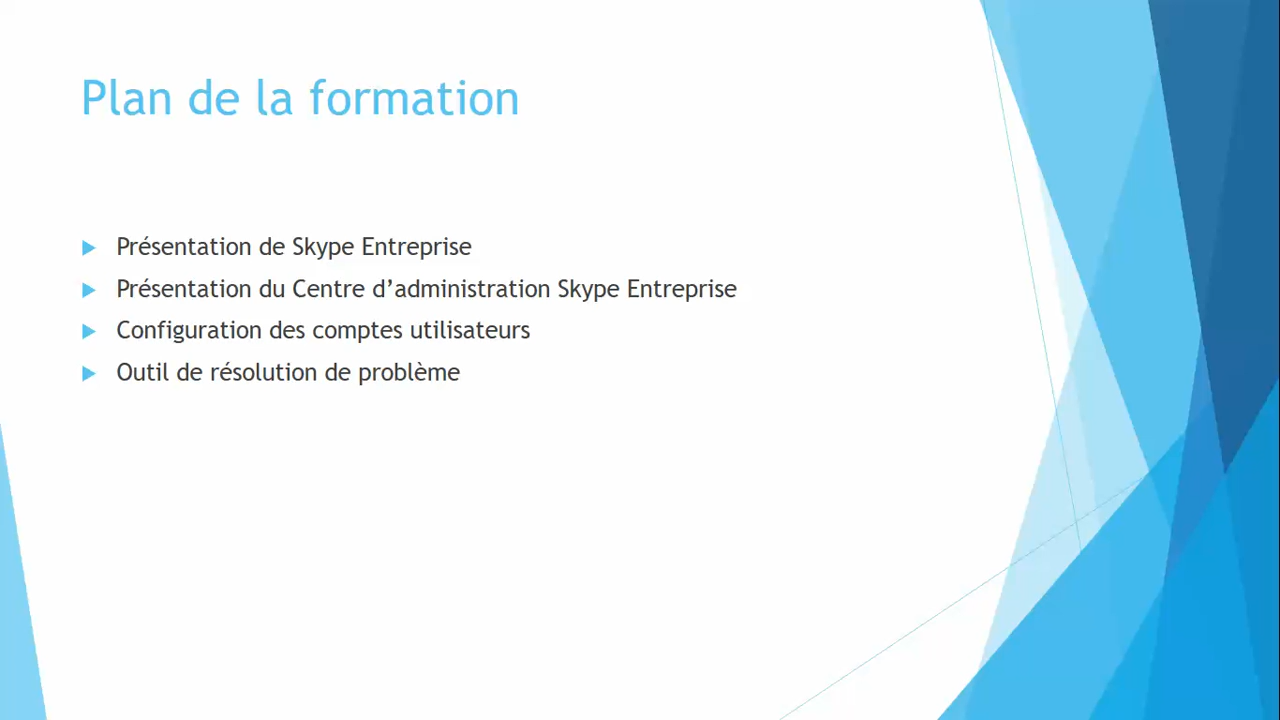 Plan de la formation
Présentation de Skype Entreprise
Présentation du Centre d’administration Skype Entreprise
Configuration des comptes utilisateurs
Outil de résolution de problème